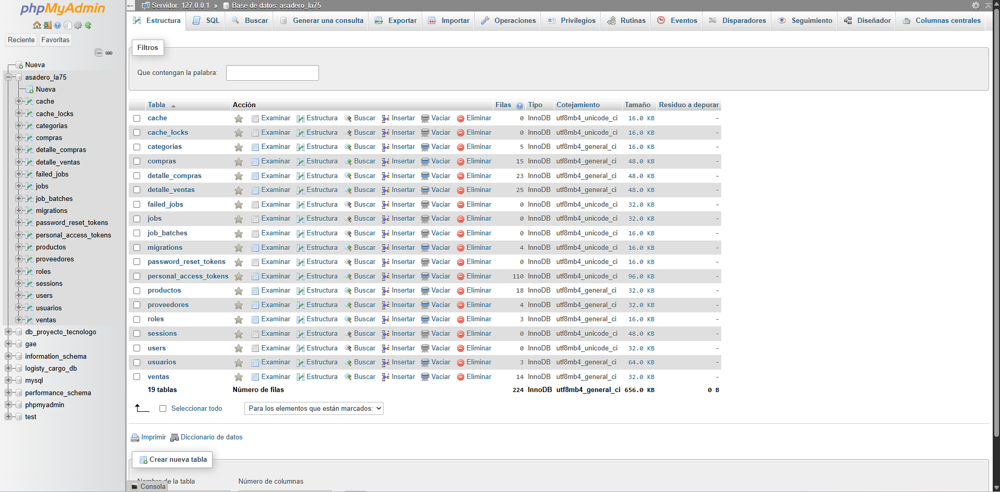 phpMyAdmin
Reciente Favoritas
Nueva
asadero_la75
Nueva
cache
cache_locks
categorias
compras
detalle_compras
detalle_ventas
failed_jobs
jobs
job_batches
migrations
password_reset_tokens
personal_access_tokens
productos
proveedores
roles
sessions
users
usuarios
ventas
db_proyecto_tecnologo
gae
information_schema
logisty_cargo_db
mysql
performance_schema
phpmyadmin
test
Servidor: 127.0.0.1 » Base de datos: asadero_la75
Estructura SQL Buscar Generar una consulta Exportar Importar Operaciones Privilegios Rutinas Eventos Disparadores Seguimiento Diseñador Columnas centrales
Filtros
Que contengan la palabra:
Tabla Acción Filas Tipo Cotejamiento Tamaño Residuo a depurar
cache Examinar Estructura Buscar Insertar Vaciar Eliminar 0 InnoDB utf8mb4_unicode_ci 16.0 KB -
cache_locks Examinar Estructura Buscar Insertar Vaciar Eliminar 0 InnoDB utf8mb4_unicode_ci 16.0 KB -
categorias Examinar Estructura Buscar Insertar Vaciar Eliminar 5 InnoDB utf8mb4_general_ci 16.0 KB -
compras Examinar Estructura Buscar Insertar Vaciar Eliminar 15 InnoDB utf8mb4_general_ci 48.0 KB -
detalle_compras Examinar Estructura Buscar Insertar Vaciar Eliminar 23 InnoDB utf8mb4_general_ci 48.0 KB -
detalle_ventas Examinar Estructura Buscar Insertar Vaciar Eliminar 25 InnoDB utf8mb4_general_ci 48.0 KB -
failed_jobs Examinar Estructura Buscar Insertar Vaciar Eliminar 0 InnoDB utf8mb4_unicode_ci 32.0 KB -
jobs Examinar Estructura Buscar Insertar Vaciar Eliminar 0 InnoDB utf8mb4_unicode_ci 32.0 KB -
job_batches Examinar Estructura Buscar Insertar Vaciar Eliminar 0 InnoDB utf8mb4_unicode_ci 16.0 KB -
migrations Examinar Estructura Buscar Insertar Vaciar Eliminar 4 InnoDB utf8mb4_unicode_ci 16.0 KB -
password_reset_tokens Examinar Estructura Buscar Insertar Vaciar Eliminar 0 InnoDB utf8mb4_unicode_ci 16.0 KB -
personal_access_tokens Examinar Estructura Buscar Insertar Vaciar Eliminar 110 InnoDB utf8mb4_unicode_ci 96.0 KB -
productos Examinar Estructura Buscar Insertar Vaciar Eliminar 18 InnoDB utf8mb4_general_ci 32.0 KB -
proveedores Examinar Estructura Buscar Insertar Vaciar Eliminar 4 InnoDB utf8mb4_general_ci 32.0 KB -
roles Examinar Estructura Buscar Insertar Vaciar Eliminar 3 InnoDB utf8mb4_general_ci 16.0 KB -
sessions Examinar Estructura Buscar Insertar Vaciar Eliminar 0 InnoDB utf8mb4_unicode_ci 48.0 KB -
users Examinar Estructura Buscar Insertar Vaciar Eliminar 0 InnoDB utf8mb4_unicode_ci 32.0 KB -
usuarios Examinar Estructura Buscar Insertar Vaciar Eliminar 3 InnoDB utf8mb4_general_ci 64.0 KB -
ventas Examinar Estructura Buscar Insertar Vaciar Eliminar 14 InnoDB utf8mb4_general_ci 32.0 KB -
19 tablas Número de filas 224 InnoDB utf8mb4_general_ci 656.0 KB 0 B
Seleccionar todo Para los elementos que están marcados:
Imprimir Diccionario de datos
Crear nueva tabla
Nombre de la tabla Número de columnas
Consola